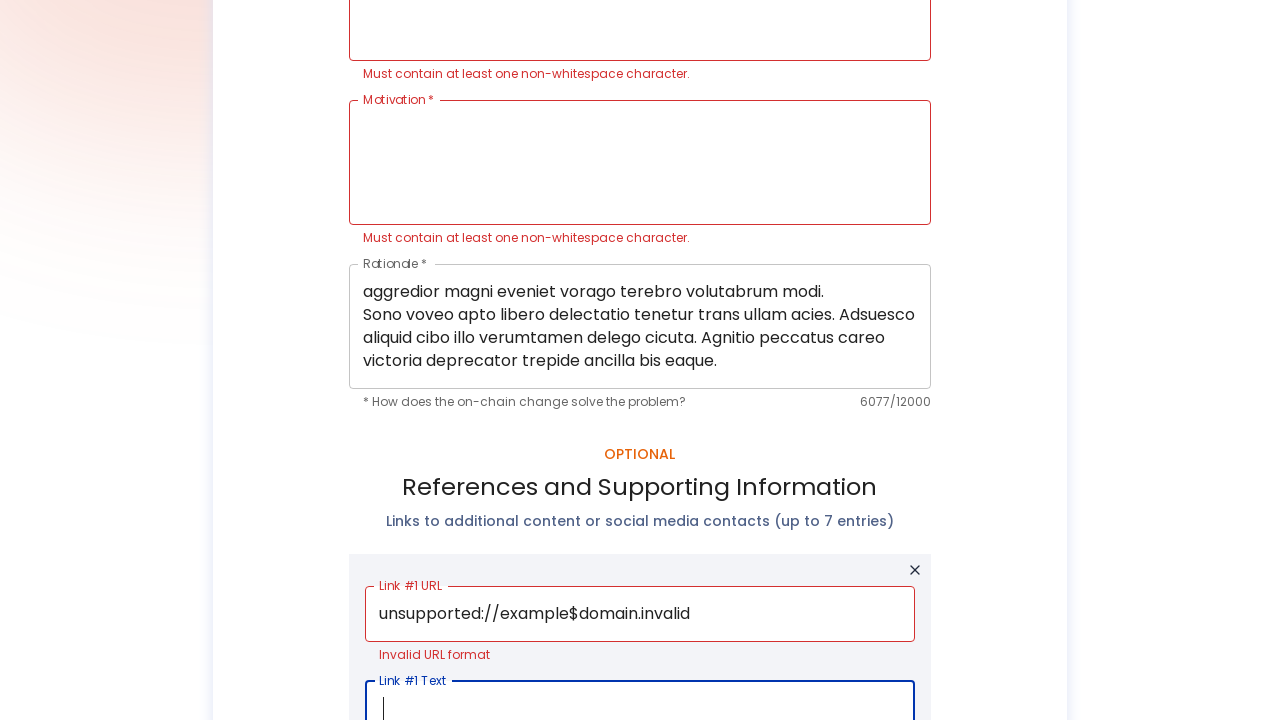 Must contain at least one non-whitespace character.
Motivation *
Must contain at least one non-whitespace character.
Rationale *
aggredior magni eveniet vorago terebro volutabrum modi.
Sono voveo apto libero delectatio tenetur trans ullam acies. Adsuesco
aliquid cibo illo verumtamen delego cicuta. Agnitio peccatus careo
victoria deprecator trepide ancilla bis eaque.
* How does the on-chain change solve the problem? 6077/12000
OPTIONAL
References and Supporting Information
Links to additional content or social media contacts (up to 7 entries)
Link #1 URL
unsupported://example$domain.invalid
Invalid URL format
Link #1 Text